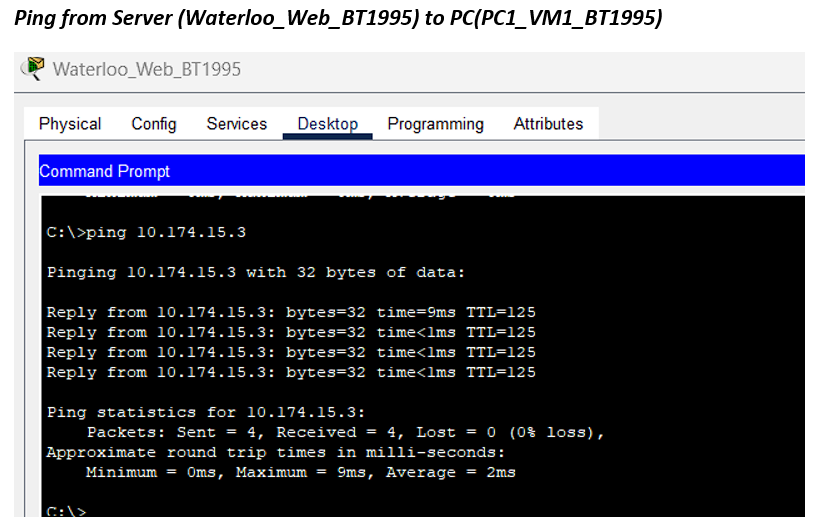 Ping from Server (Waterloo_Web_BT1995) to PC(PC1_VM1_BT1995)
Waterloo_Web_BT1995
Physical Config Services Desktop Programming Attributes
Command Prompt
C:\>ping 10.174.15.3
Pinging 10.174.15.3 with 32 bytes of data:
Reply from 10.174.15.3: bytes=32 time=9ms TTL=125
Reply from 10.174.15.3: bytes=32 time<1ms TTL=125
Reply from 10.174.15.3: bytes=32 time<1ms TTL=125
Reply from 10.174.15.3: bytes=32 time<1ms TTL=125
Ping statistics for 10.174.15.3:
Packets: Sent = 4, Received = 4, Lost = 0 (0% loss),
Approximate round trip times in milli-seconds:
Minimum = 0ms, Maximum = 9ms, Average = 2ms
C:\>